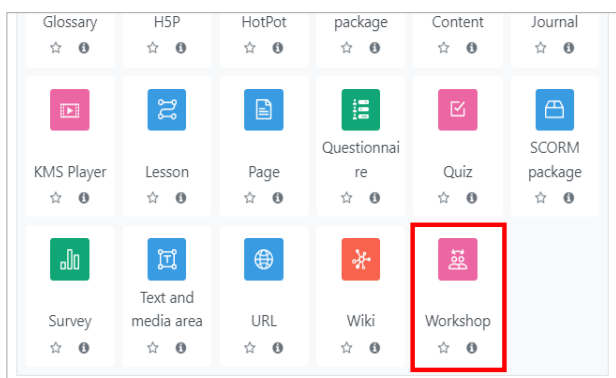 Glossary
H5P
HotPot
package
Content
Journal
KMS Player
Lesson
Page
Questionnai
re
Quiz
SCORM
package
Survey
Text and
media area
URL
Wiki
Workshop